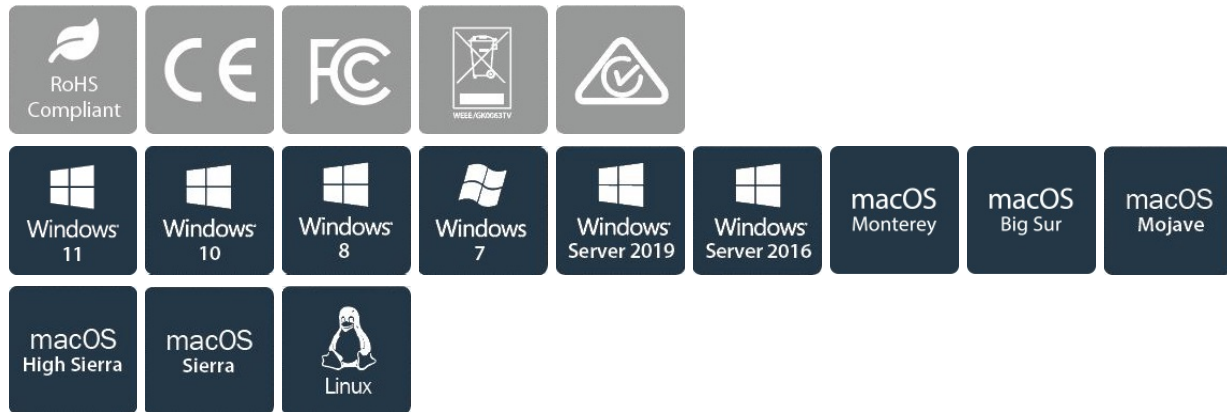 RoHS
Compliant
CE
FC
WEEE/GK0063TV
Windows
11
Windows
10
Windows
8
Windows
7
Windows
Server 2019
Windows
Server 2016
macOS
Monterey
macOS
Big Sur
macOS
Mojave
macOS
High Sierra
macOS
Sierra
Linux